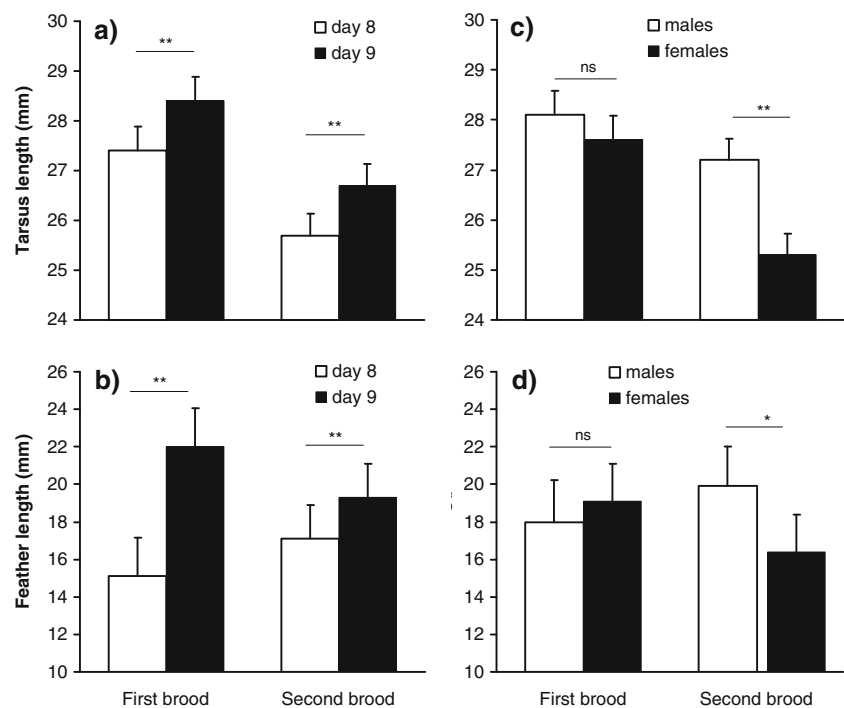 a)
day 8
day 9
**
**
Tarsus length (mm)
30
29
28
27
26
25
24
c)
males
females
ns
**
30
29
28
27
26
25
24
b)
day 8
day 9
**
**
Feather length (mm)
26
24
22
20
18
16
14
12
10
First brood
Second brood
d)
males
females
ns
*
26
24
22
20
18
16
14
12
10
First brood
Second brood